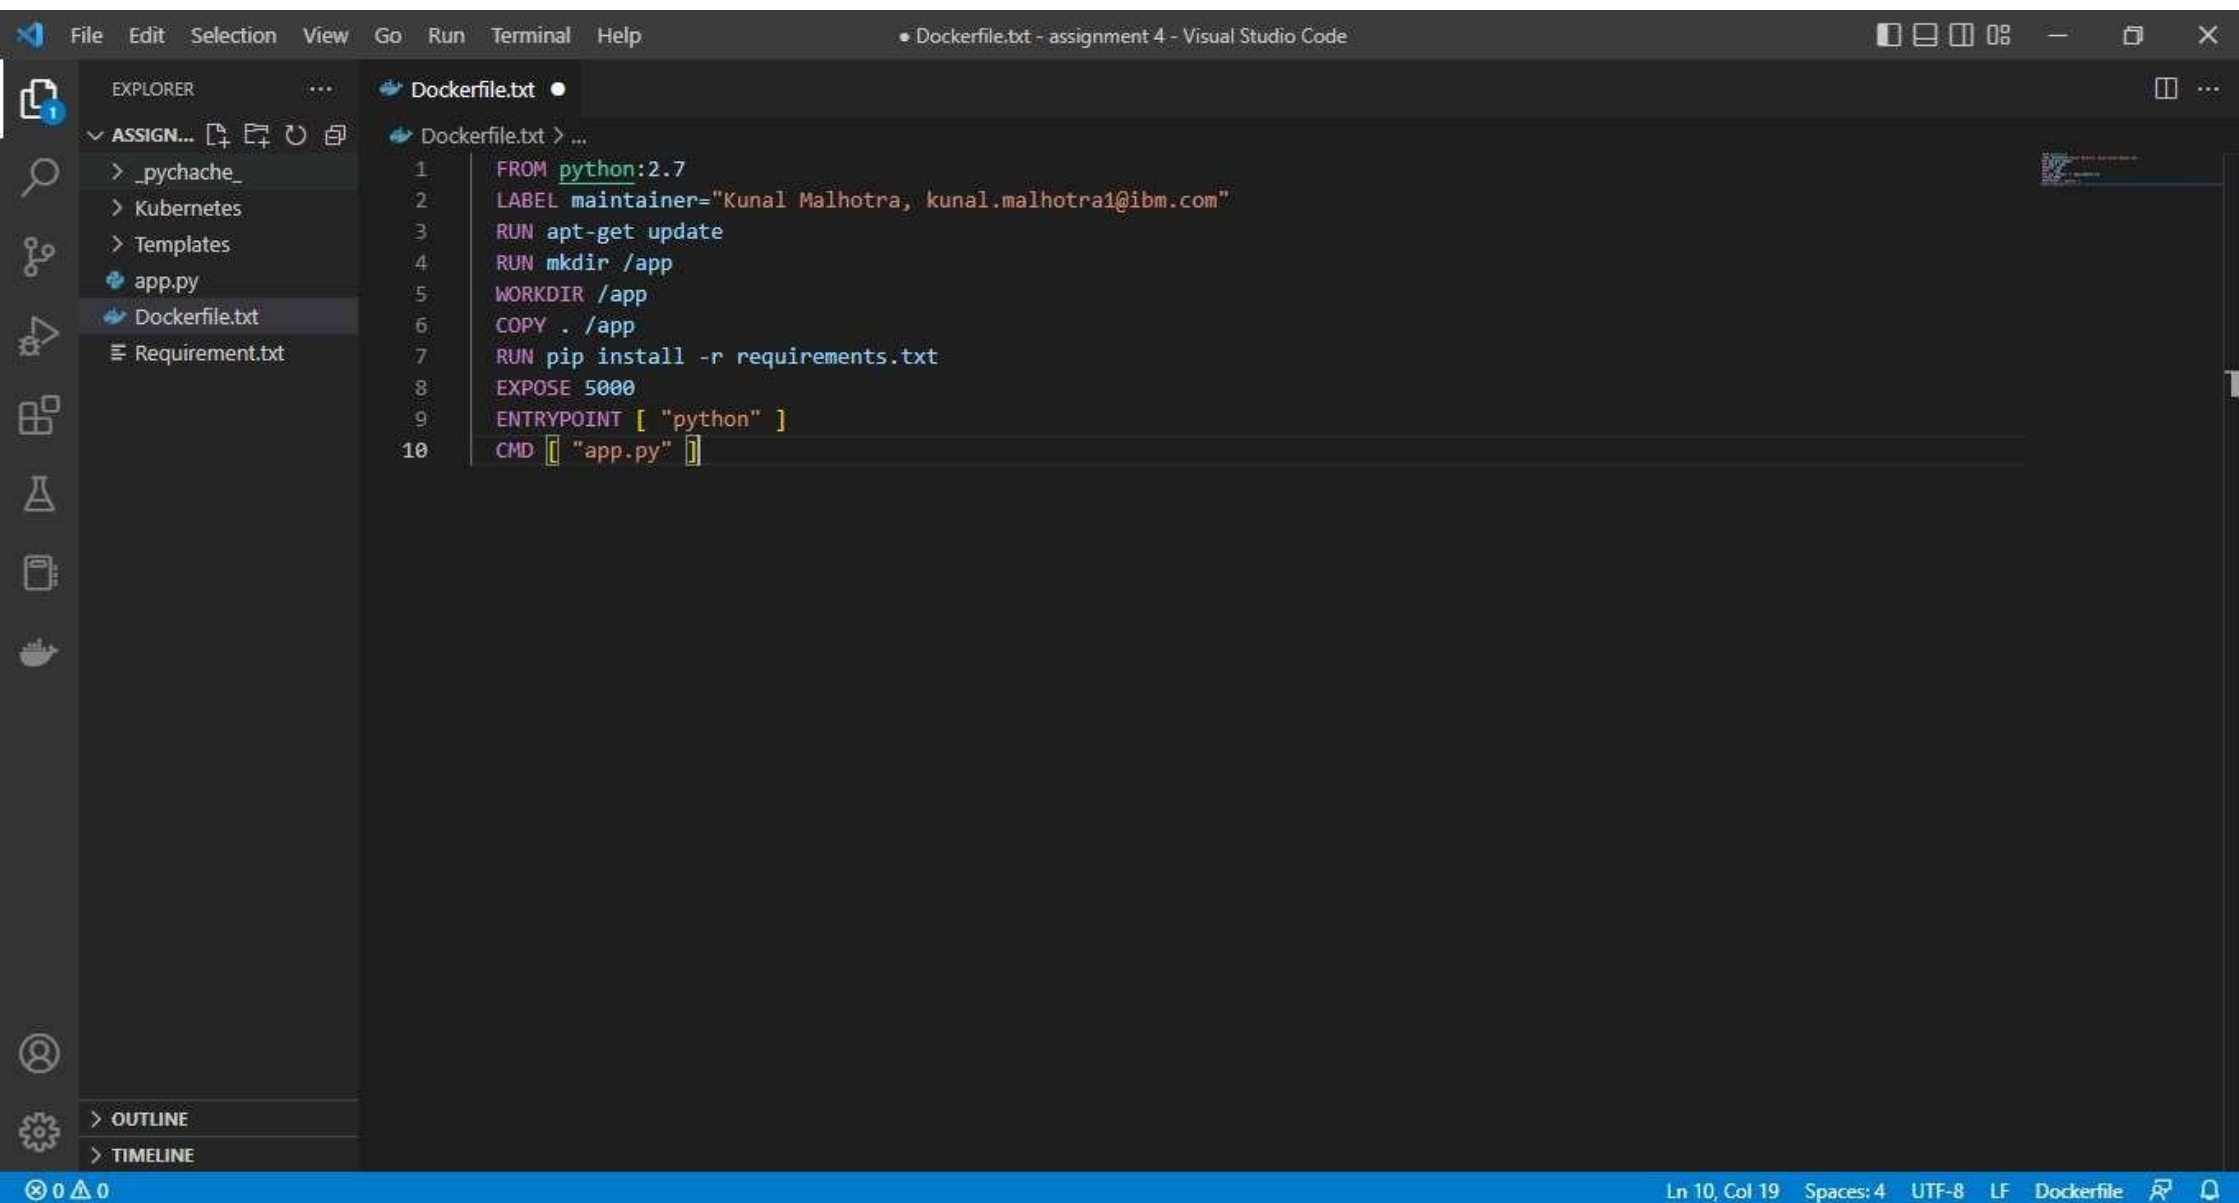 File Edit Selection View Go Run Terminal Help
● Dockerfile.txt - assignment 4 - Visual Studio Code
EXPLORER ...
Dockerfile.txt ●
1
ASSIGN...
Dockerfile.txt > ...
_pychache_
Kubernetes
Templates
app.py
Dockerfile.txt
Requirement.txt
1 FROM python:2.7
2 LABEL maintainer="Kunal Malhotra, kunal.malhotra1@ibm.com"
3 RUN apt-get update
4 RUN mkdir /app
5 WORKDIR /app
6 COPY . /app
7 RUN pip install -r requirements.txt
8 EXPOSE 5000
9 ENTRYPOINT [ "python" ]
10 CMD [ "app.py" ]
OUTLINE
TIMELINE
0 0
Ln 10, Col 19 Spaces: 4 UTF-8 LF Dockerfile